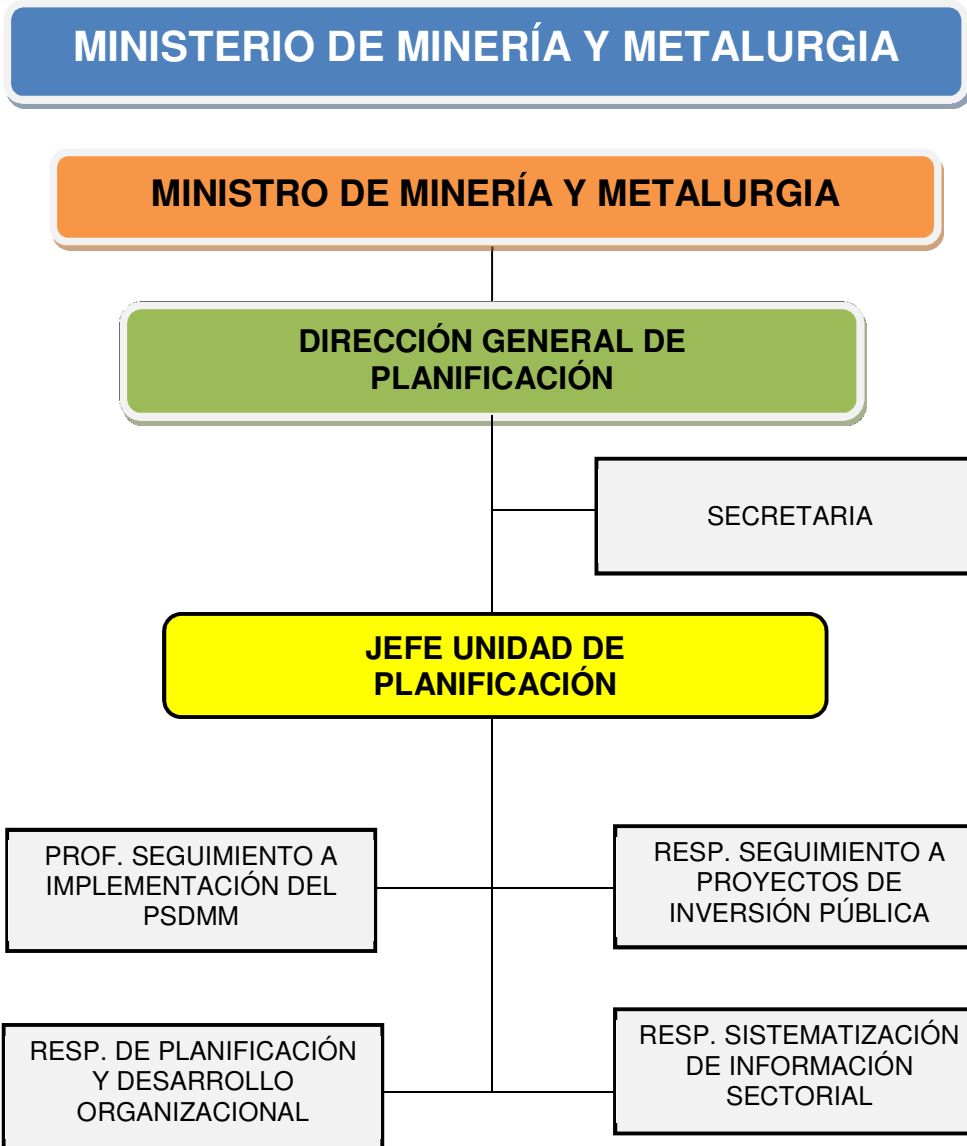 MINISTERIO DE MINERÍA Y METALURGIA
MINISTRO DE MINERÍA Y METALURGIA
DIRECCIÓN GENERAL DE
PLANIFICACIÓN
SECRETARIA
JEFE UNIDAD DE
PLANIFICACIÓN
PROF. SEGUIMIENTO A
IMPLEMENTACIÓN DEL
PSDMM
RESP. SEGUIMIENTO A
PROYECTOS DE
INVERSIÓN PÚBLICA
RESP. DE PLANIFICACIÓN
Y DESARROLLO
ORGANIZACIONAL
RESP. SISTEMATIZACIÓN
DE INFORMACIÓN
SECTORIAL